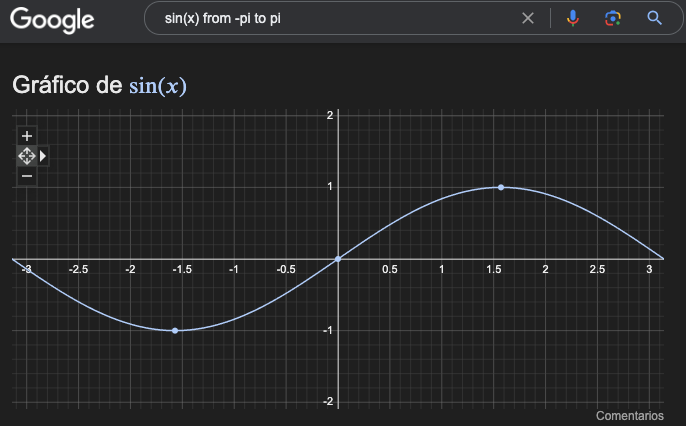 Google
sin(x) from -pi to pi
Gráfico de sin(x)
2
1
-3 -2.5 -2 -1.5 -1 -0.5 0.5 1 1.5 2 2.5 3
-1
-2
Comentarios